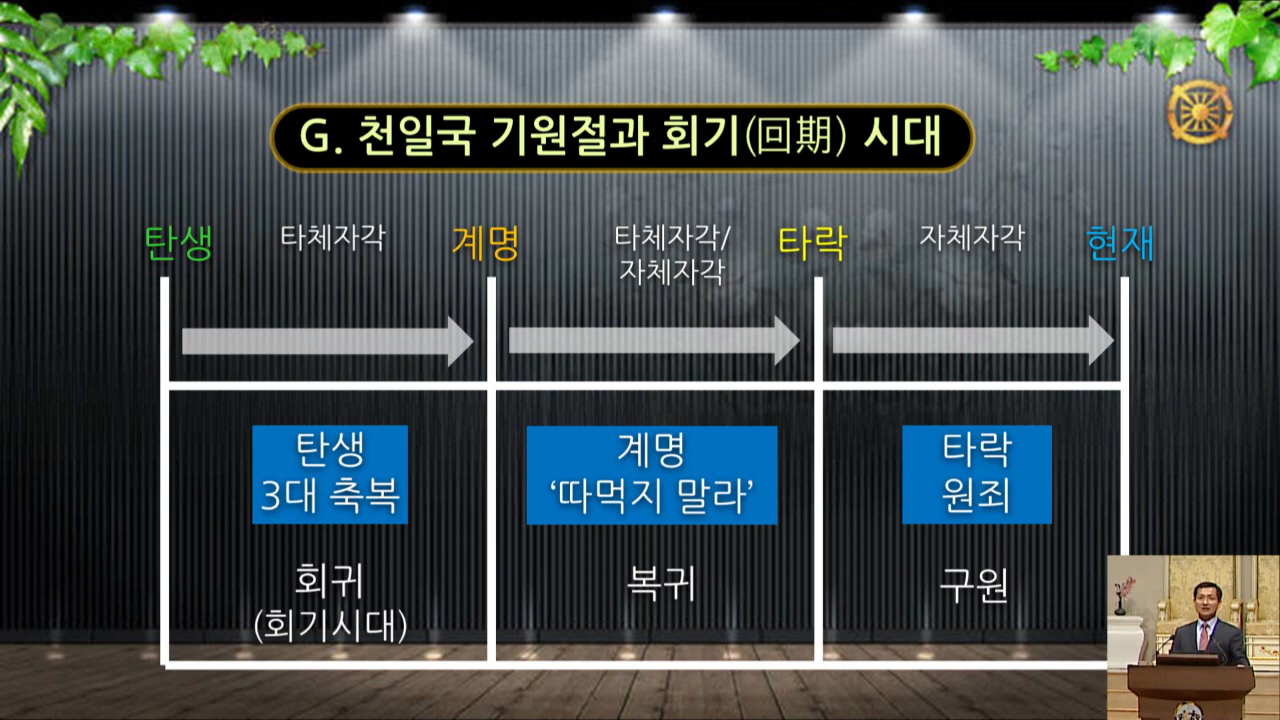 G. 천일국 기원절과 회기(回期) 시대
탄생
타체자각
계명
타체자각/
자체자각
타락
자체자각
현재
탄생
3대 축복
계명
‘따먹지 말라’
타락
원죄
회귀
(회기시대)
복귀
구원